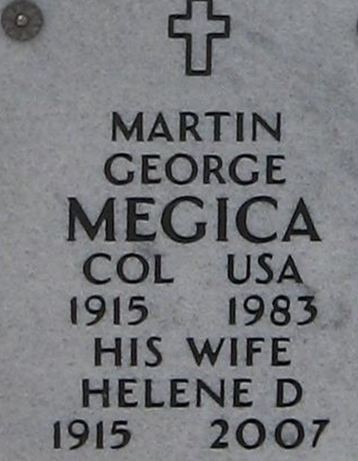 MARTIN
GEORGE
MEGICA
COL USA
1915 1983
HIS WIFE
HELENE D
1915 2007